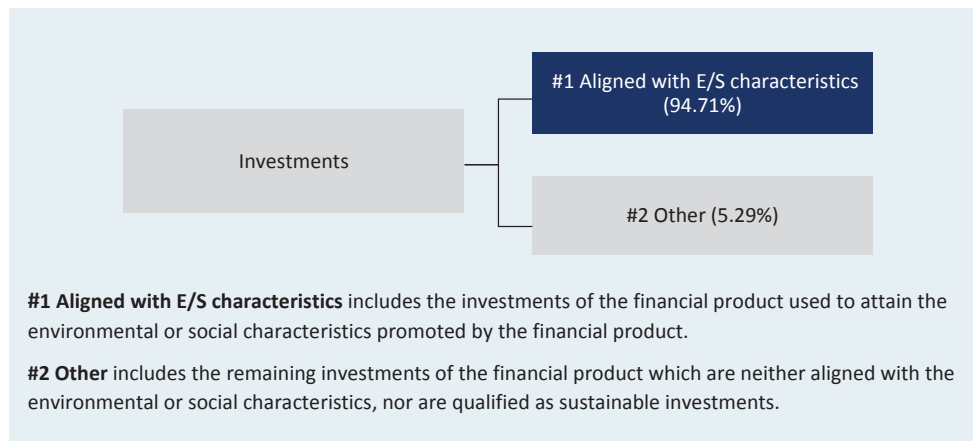 #1 Aligned with E/S characteristics
(94.71%)
Investments
#2 Other (5.29%)
#1 Aligned with E/S characteristics includes the investments of the financial product used to attain the
environmental or social characteristics promoted by the financial product.
#2 Other includes the remaining investments of the financial product which are neither aligned with the
environmental or social characteristics, nor are qualified as sustainable investments.